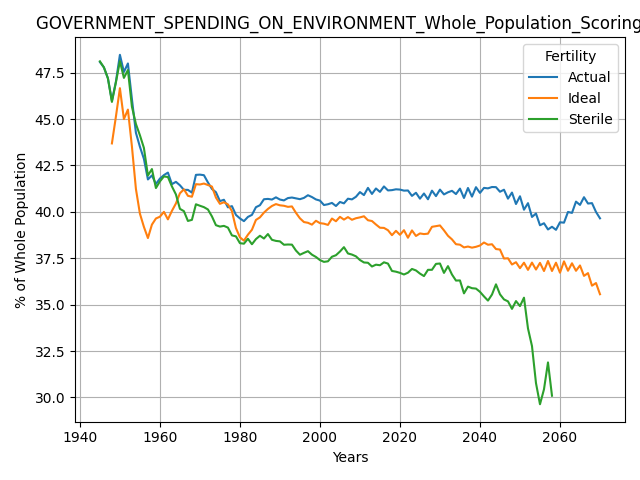 GOVERNMENT_SPENDING_ON_ENVIRONMENT_Whole_Population_Scoring
Fertility
Actual
Ideal
Sterile
% of Whole Population
47.5
45.0
42.5
40.0
37.5
35.0
32.5
30.0
1940 1960 1980 2000 2020 2040 2060
Years